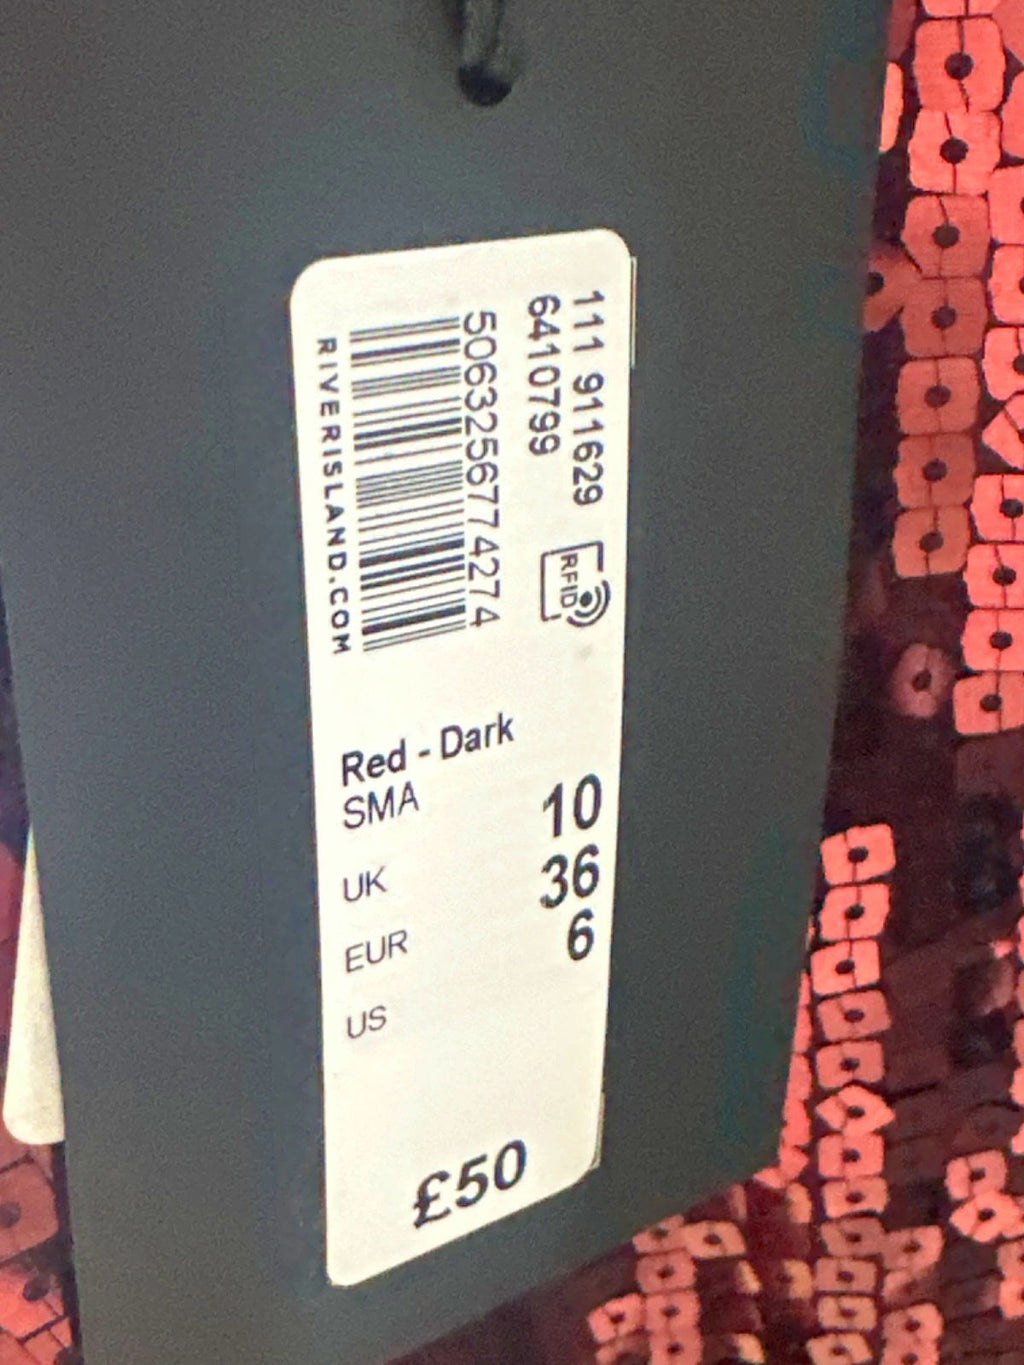 111 911629
6410799
RFID
5063256774274
RIVERISLAND.COM
Red - Dark
SMA
UK 10
EUR 36
US 6
£50